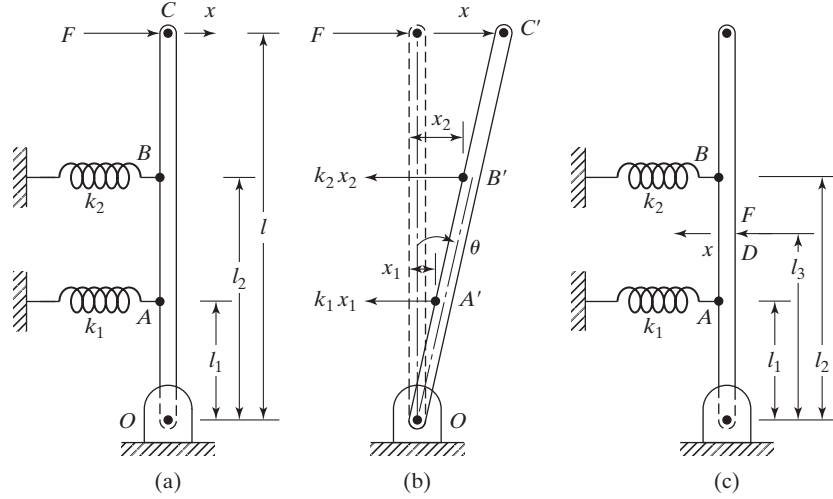 C
x
F
B
k₂
l
l₂
A
k₁
l₁
O
(a)
F
x
C′
x₂
k₂x₂
B′
θ
x₁
k₁x₁
A′
O
(b)
B
k₂
F
x
D
l₃
A
k₁
l₁
l₂
O
(c)